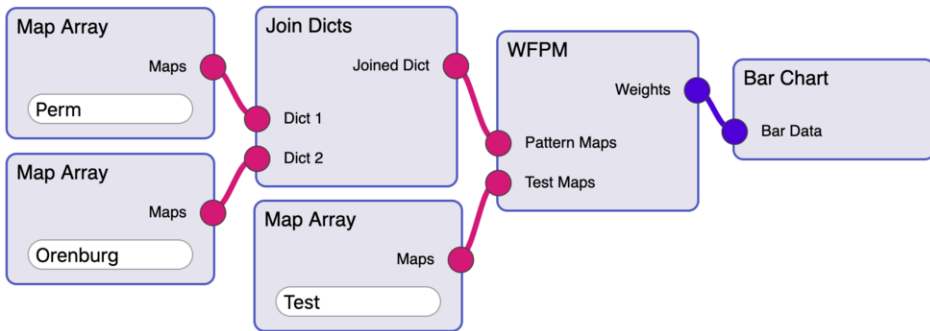 Map Array
Maps
Perm
Map Array
Maps
Orenburg
Join Dicts
Joined Dict
Dict 1
Dict 2
Map Array
Maps
Test
WFPM
Weights
Pattern Maps
Test Maps
Bar Chart
Bar Data